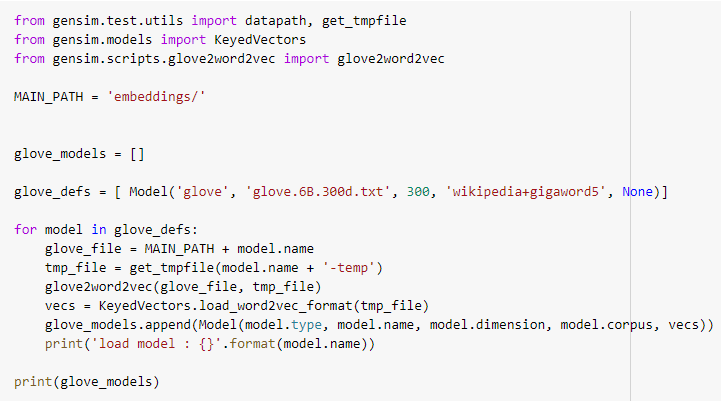 from gensim.test.utils import datapath, get_tmpfile
from gensim.models import KeyedVectors
from gensim.scripts.glove2word2vec import glove2word2vec

MAIN_PATH = 'embeddings/'


glove_models = []

glove_defs = [ Model('glove', 'glove.6B.300d.txt', 300, 'wikipedia+gigaword5', None)]

for model in glove_defs:
    glove_file = MAIN_PATH + model.name
    tmp_file = get_tmpfile(model.name + '-temp')
    glove2word2vec(glove_file, tmp_file)
    vecs = KeyedVectors.load_word2vec_format(tmp_file)
    glove_models.append(Model(model.type, model.name, model.dimension, model.corpus, vecs))
    print('load model : {}'.format(model.name))

print(glove_models)